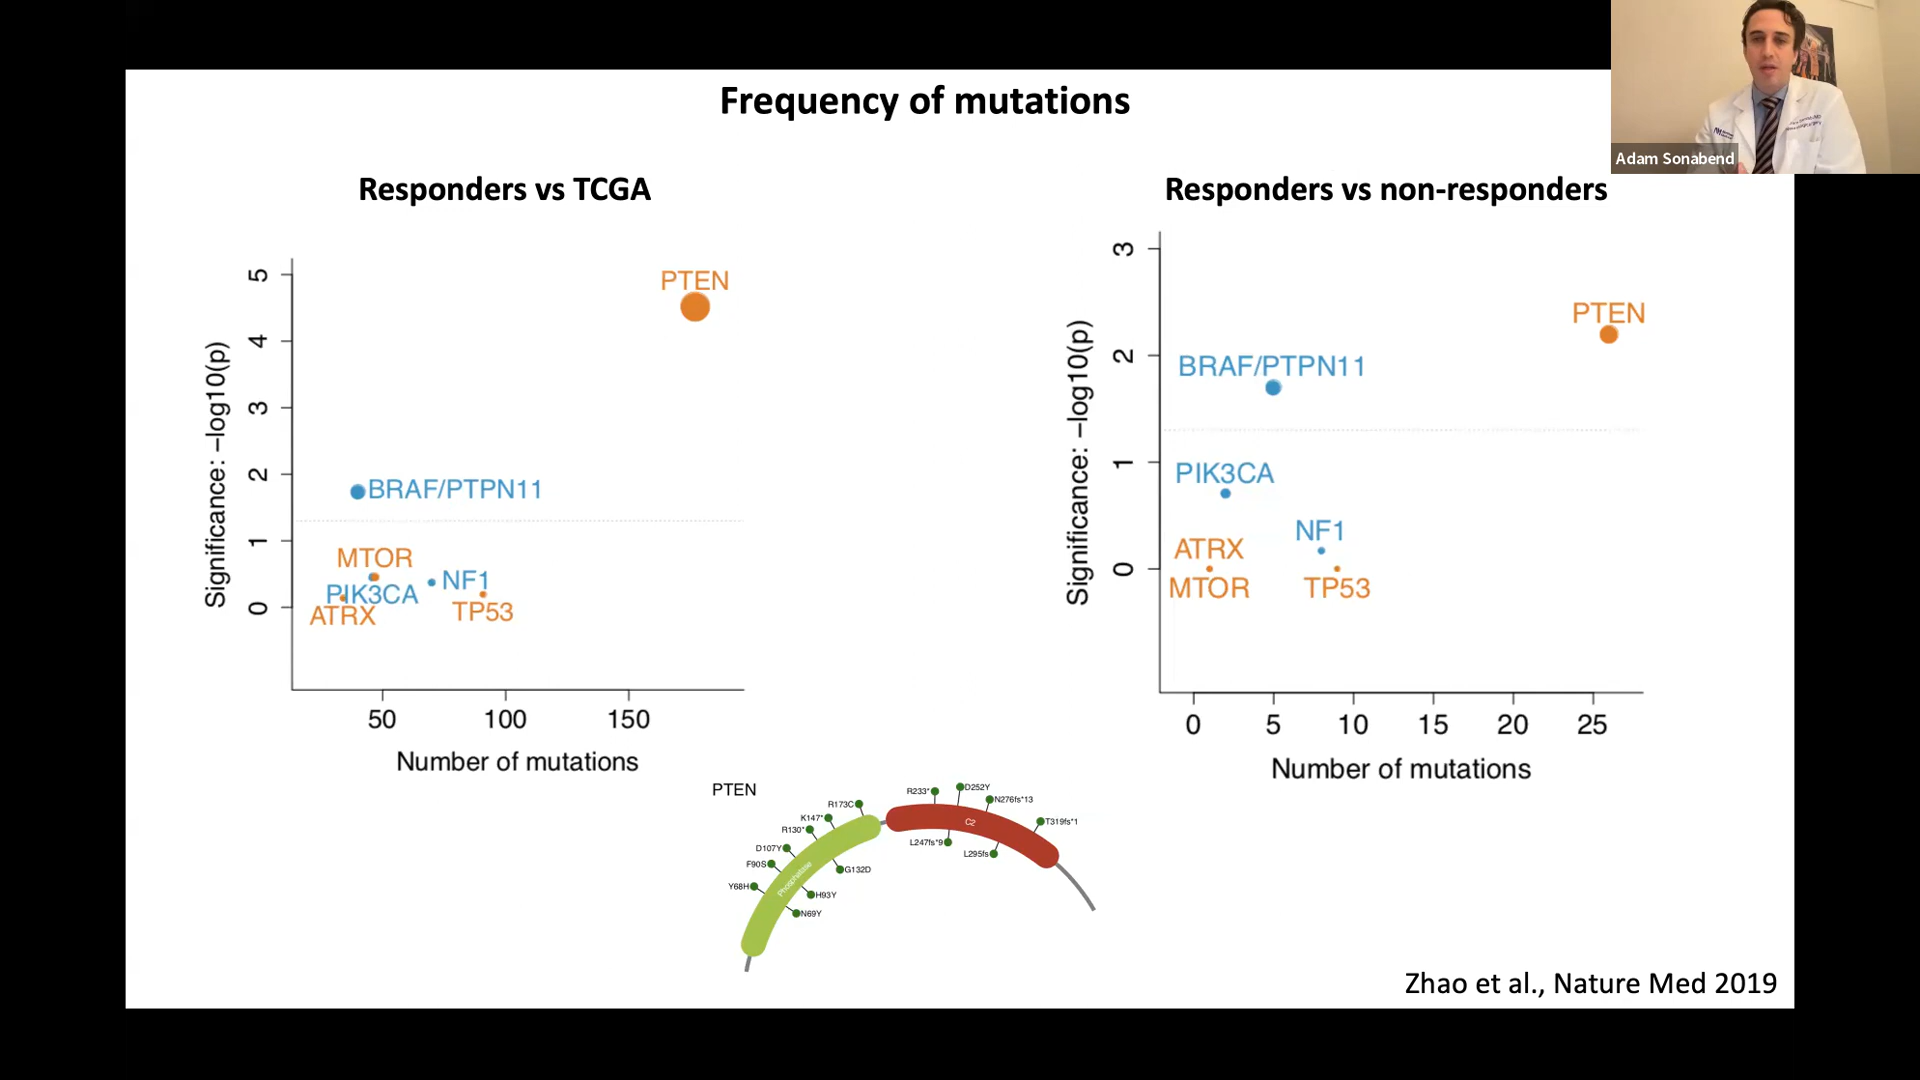 Frequency of mutations
Adam Sonabend
Responders vs TCGA
5
4
3
2
1
0
Significance: −log10(p)
PTEN
BRAF/PTPN11
MTOR
PIK3CA
NF1
ATRX
TP53
50
100
150
Number of mutations
Responders vs non-responders
3
2
1
0
Significance: −log10(p)
PTEN
BRAF/PTPN11
PIK3CA
NF1
ATRX
MTOR
TP53
0
5
10
15
20
25
Number of mutations
PTEN
R173C
K147*
R130*
D107Y
F90S
Y68H
G132D
H93Y
N69Y
Phosphatase
R233*
D252Y
N276fs*13
T319fs*1
C2
L247fs*9
L295fs
Zhao et al., Nature Med 2019